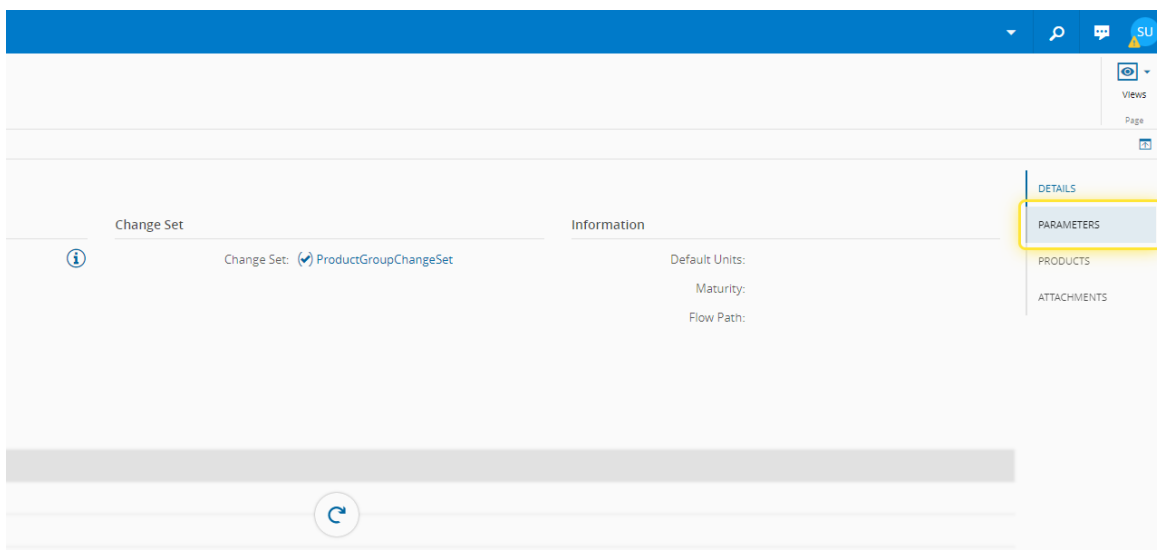 SU
Views
Page
DETAILS
Change Set
Information
PARAMETERS
Change Set: ProductGroupChangeSet
Default Units:
PRODUCTS
Maturity:
ATTACHMENTS
Flow Path: